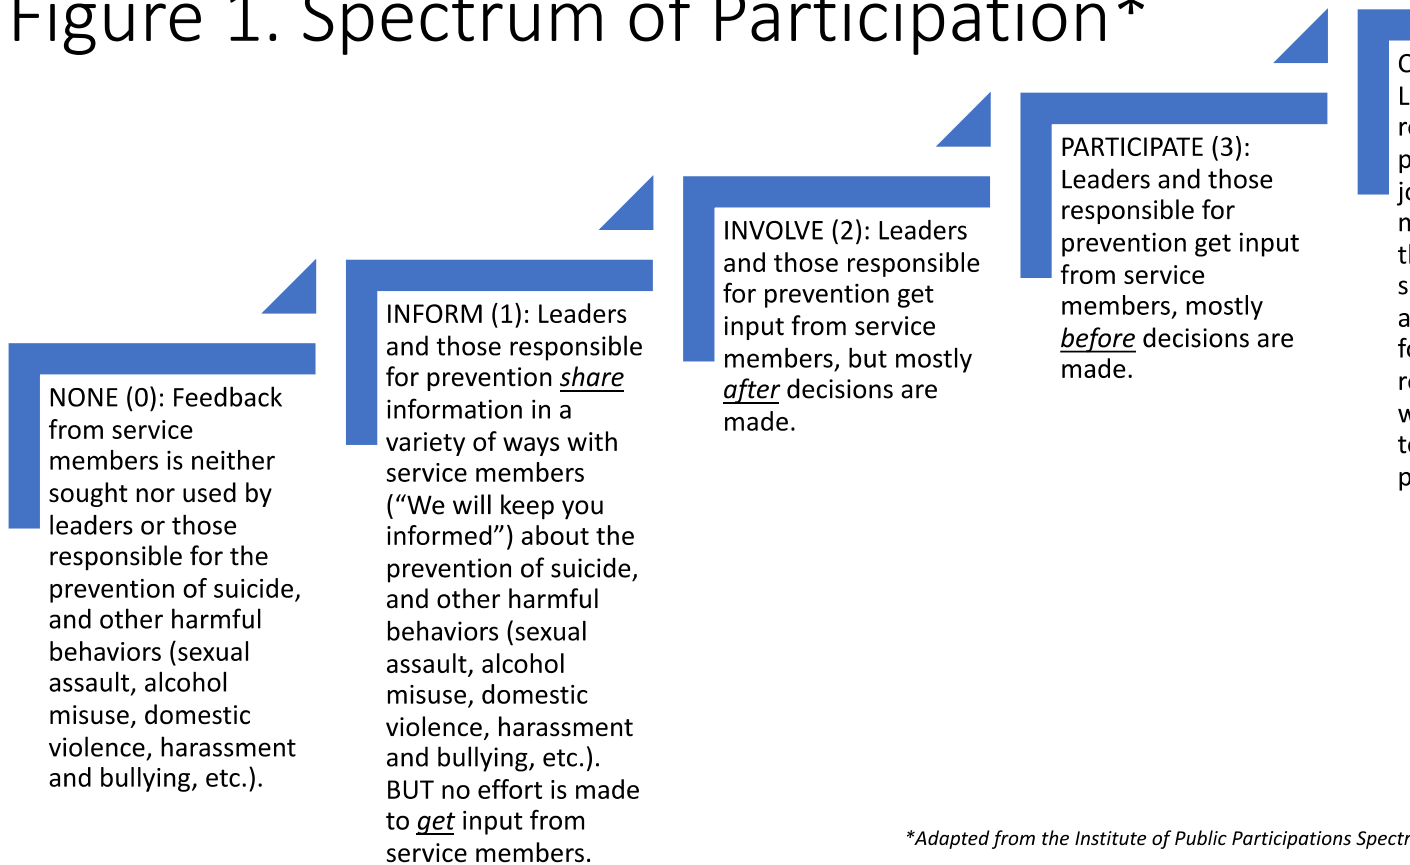 Figure 1. Spectrum of Participation*
NONE (0): Feedback
from service
members is neither
sought nor used by
leaders or those
responsible for the
prevention of suicide,
and other harmful
behaviors (sexual
assault, alcohol
misuse, domestic
violence, harassment
and bullying, etc.).
INFORM (1): Leaders
and those responsible
for prevention share
information in a
variety of ways with
service members
(“We will keep you
informed”) about the
prevention of suicide,
and other harmful
behaviors (sexual
assault, alcohol
misuse, domestic
violence, harassment
and bullying, etc.).
BUT no effort is made
to get input from
service members.
INVOLVE (2): Leaders
and those responsible
for prevention get
input from service
members, but mostly
after decisions are
made.
PARTICIPATE (3):
Leaders and those
responsible for
prevention get input
from service
members, mostly
before decisions are
made.
*Adapted from the Institute of Public Participations